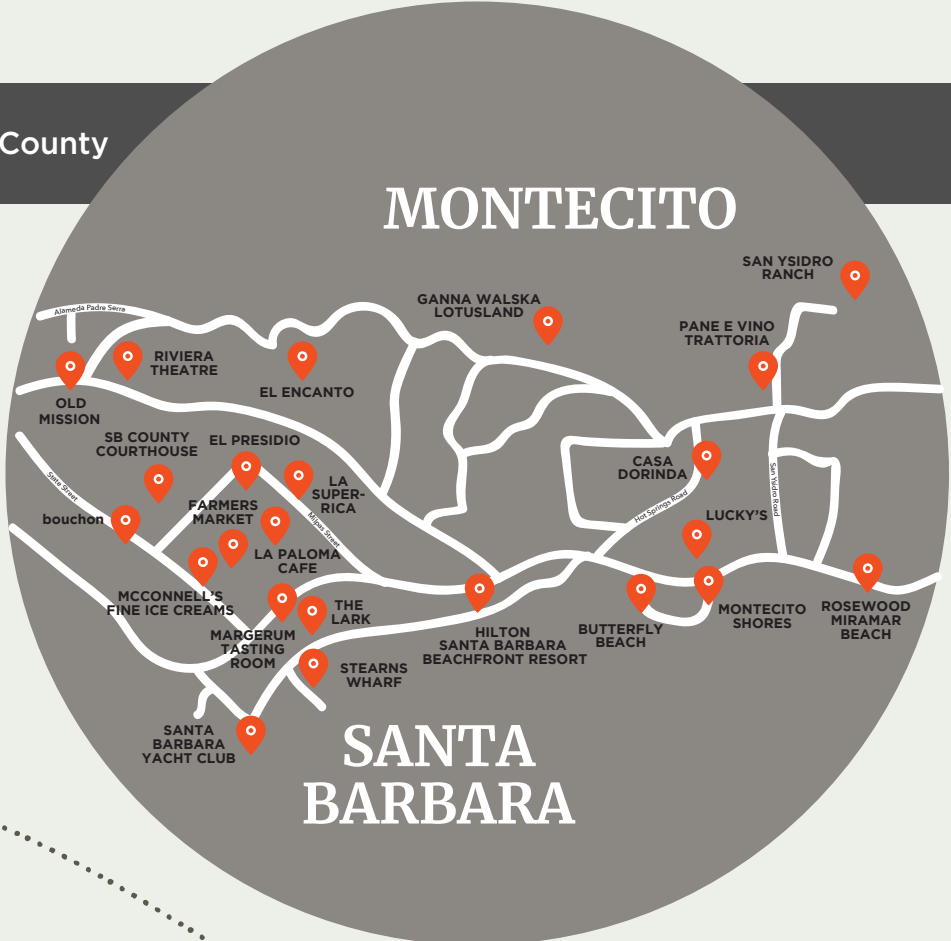 County
MONTECITO
SAN YSIDRO
RANCH
GANNA WALSKA
LOTUSLAND
PANE E VINO
TRATTORIA
Alameda Padre Serra
RIVIERA
THEATRE
EL ENCANTO
OLD
MISSION
SB COUNTY
COURTHOUSE
EL PRESIDIO
LA
SUPER-
RICA
CASA
DORINDA
State Street
FARMERS
MARKET
Milpas Street
Hot Springs Road
San Ysidro Road
bouchon
LUCKY'S
LA PALOMA
CAFE
MCCONNELL'S
FINE ICE CREAMS
THE
LARK
MARGERUM
TASTING
ROOM
HILTON
SANTA BARBARA
BEACHFRONT RESORT
BUTTERFLY
BEACH
MONTECITO
SHORES
ROSEWOOD
MIRAMAR
BEACH
STEARNS
WHARF
SANTA
BARBARA
YACHT CLUB
SANTA
BARBARA